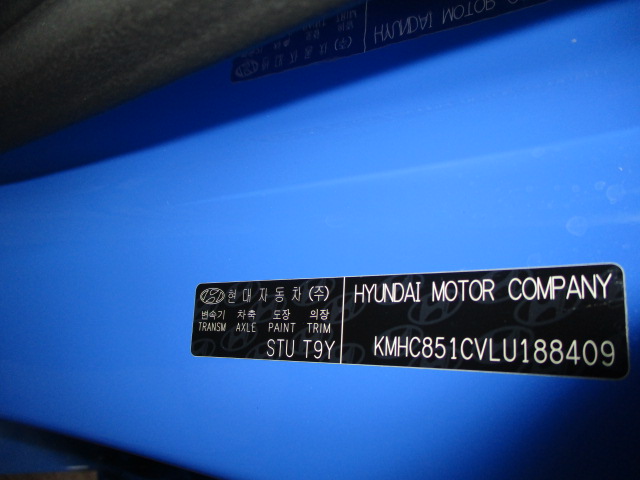 현대자동차(주)
변속기 차축 도장 의장
TRANSM AXLE PAINT TRIM
STU T9Y
HYUNDAI MOTOR COMPANY
KMHC851CVLU188409